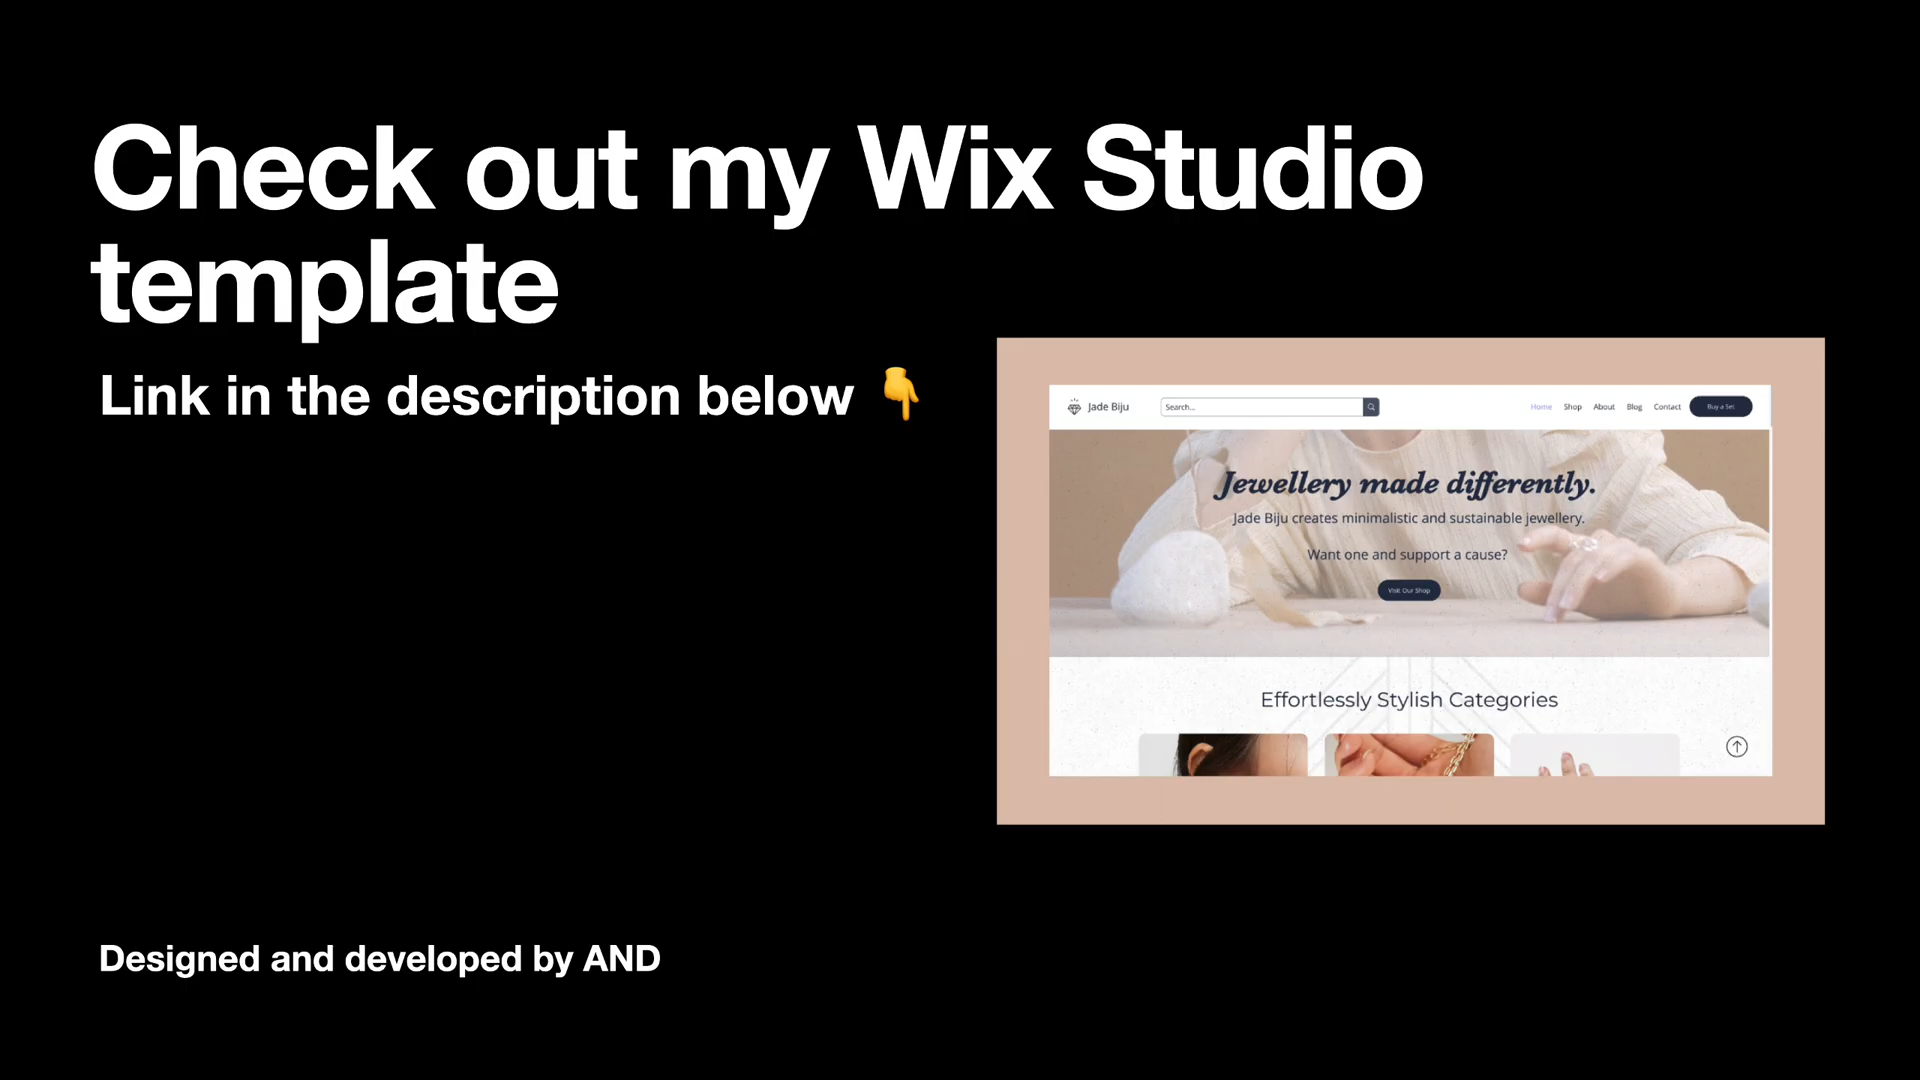 Check out my Wix Studio
template
Link in the description below 👇
Jade Biju
Search...
Home Shop About Blog Contact Buy a Set
Jewellery made differently.
Jade Biju creates minimalistic and sustainable jewellery.
Want one and support a cause?
Visit Our Shop
Effortlessly Stylish Categories
Designed and developed by AND